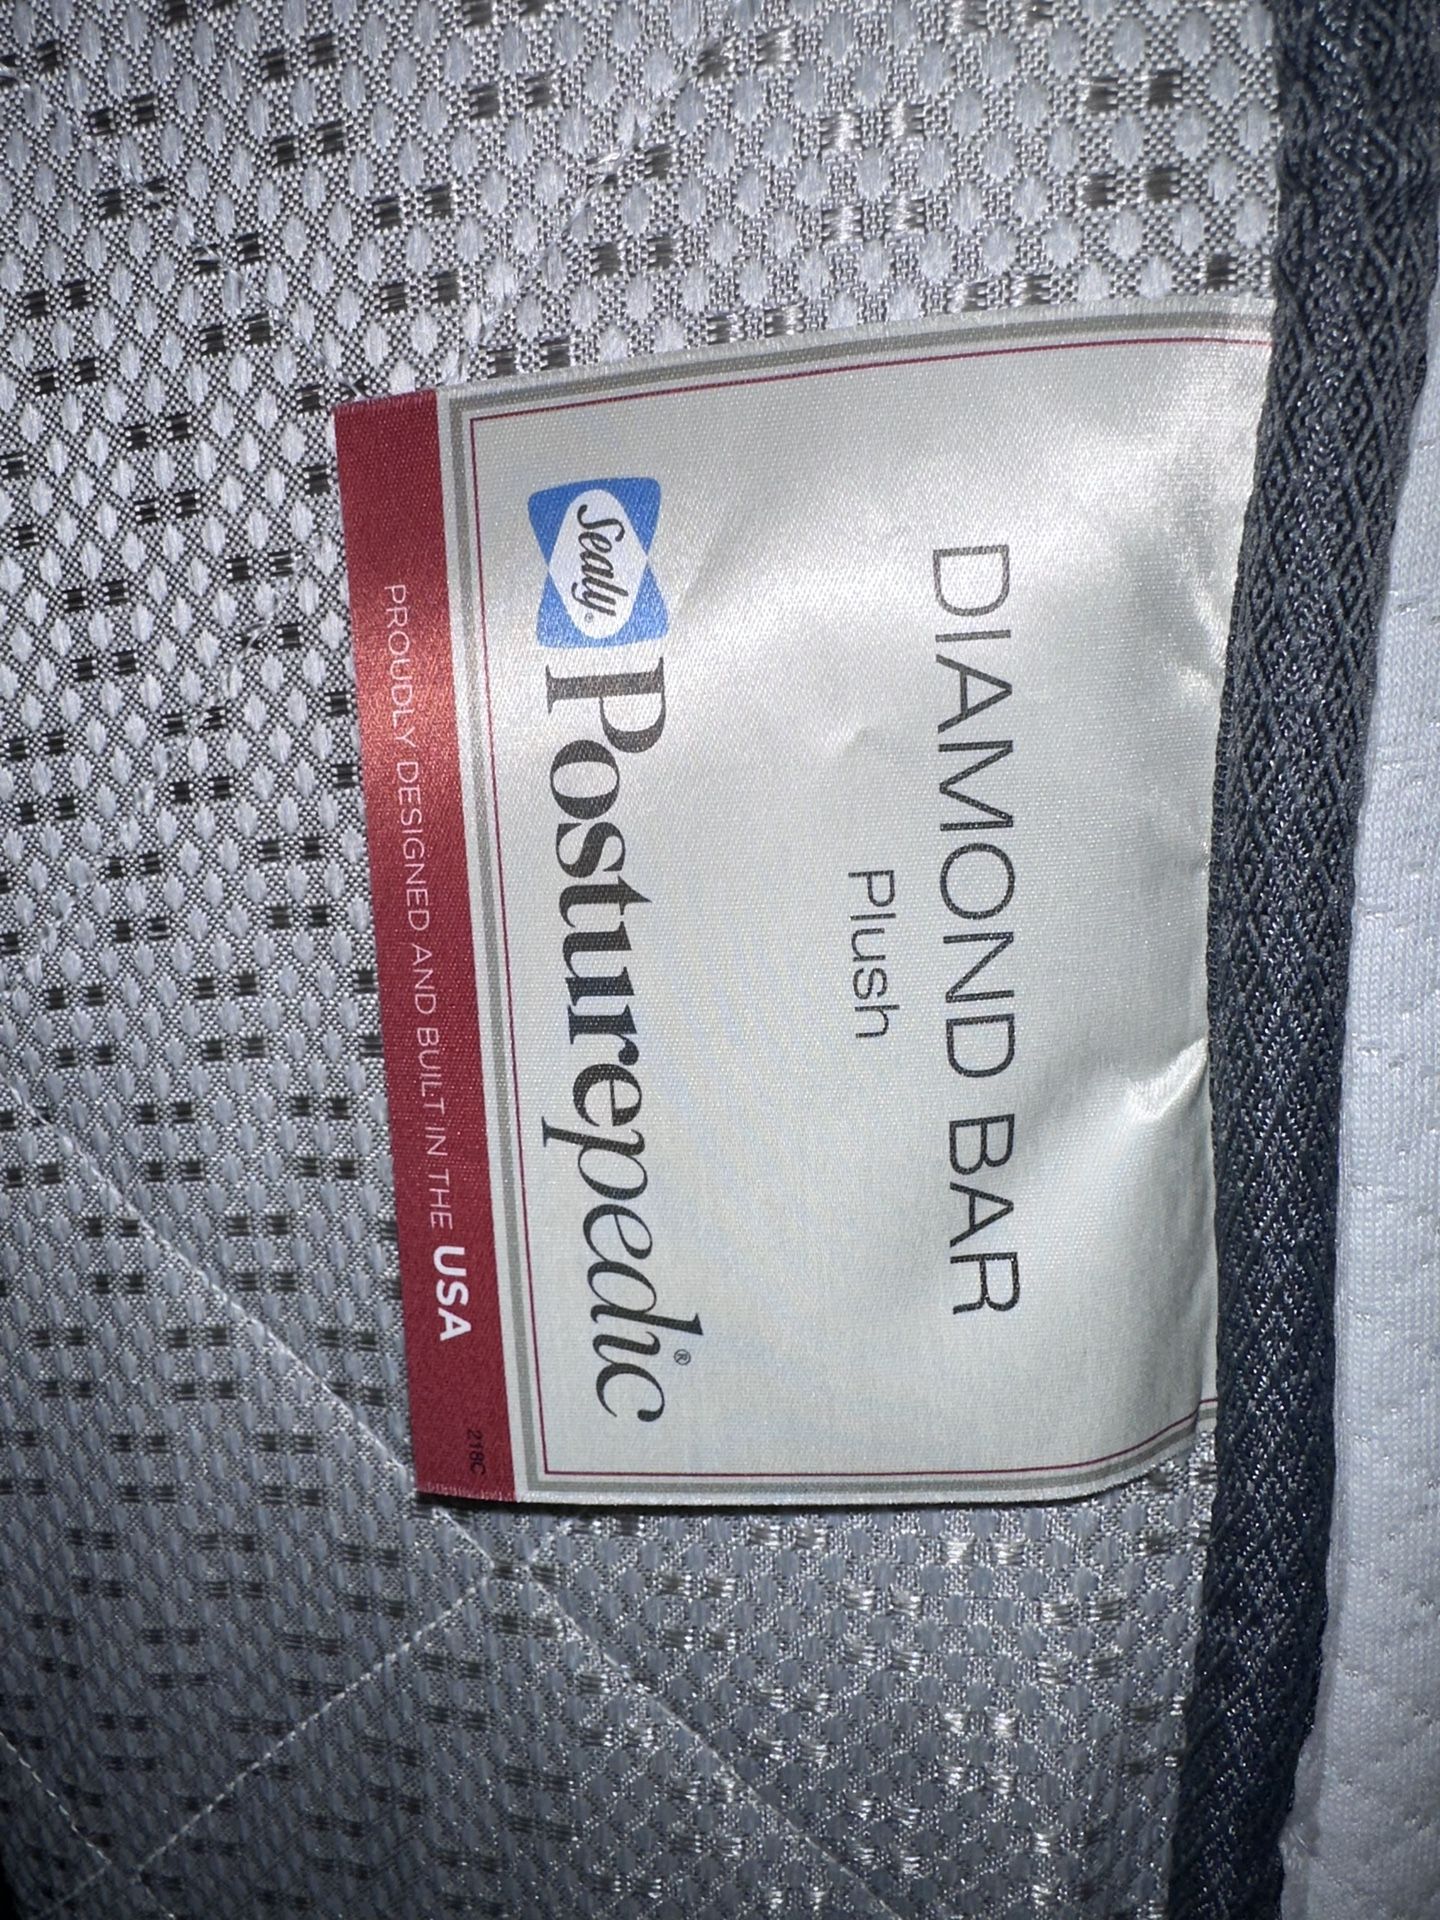 DIAMOND BAR
Plush
Sealy®
Posturepedic®
PROUDLY DESIGNED AND BUILT IN THE USA
218C